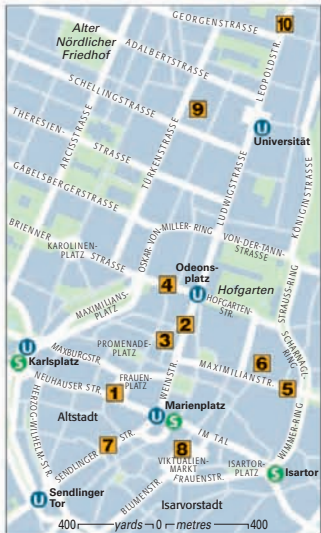 10
GEORGENSTRASSE
Alter
Nördlicher
Friedhof
ADALBERTSTRASSE
LEOPOLDSTR.
SCHELLINGSTRASSE
9
THERESIEN-
STRASSE
U
Universität
ARCISSTRASSE
TÜRKENSTRASSE
LUDWIGSTRASSE
KÖNIGINSTRASSE
GABELSBERGERSTRASSE
OSKAR-VON-MILLER-RING
VON-DER-TANN-
STRASSE
BRIENNER
STRASSE
KAROLINEN-
PLATZ
Odeons-
platz
Hofgarten
4
U
HOFGARTEN-
STR.
STRAUSS-RING
MAXIMILIANS-
PLATZ
2
SCHARNAGL-
RING
PROMENADE-
PLATZ
3
U
S
Karlsplatz
MAXBURGSTR.
MAXIMILIANSTR.
6
5
NEUHAUSER STR.
FRAUEN-
PLATZ
WEINSTR.
1
HERZOG-WILHELM-STR.
Altstadt
U
Marienplatz
S
WIMMER-RING
7
SENDLINGER STR.
8
IM TAL
VIKTUALIEN-
MARKT
ISARTOR-
PLATZ
S
Isartor
FRAUENSTR.
BLUMENSTR.
U
Sendlinger
Tor
Isarvorstadt
400 yards 0 metres 400